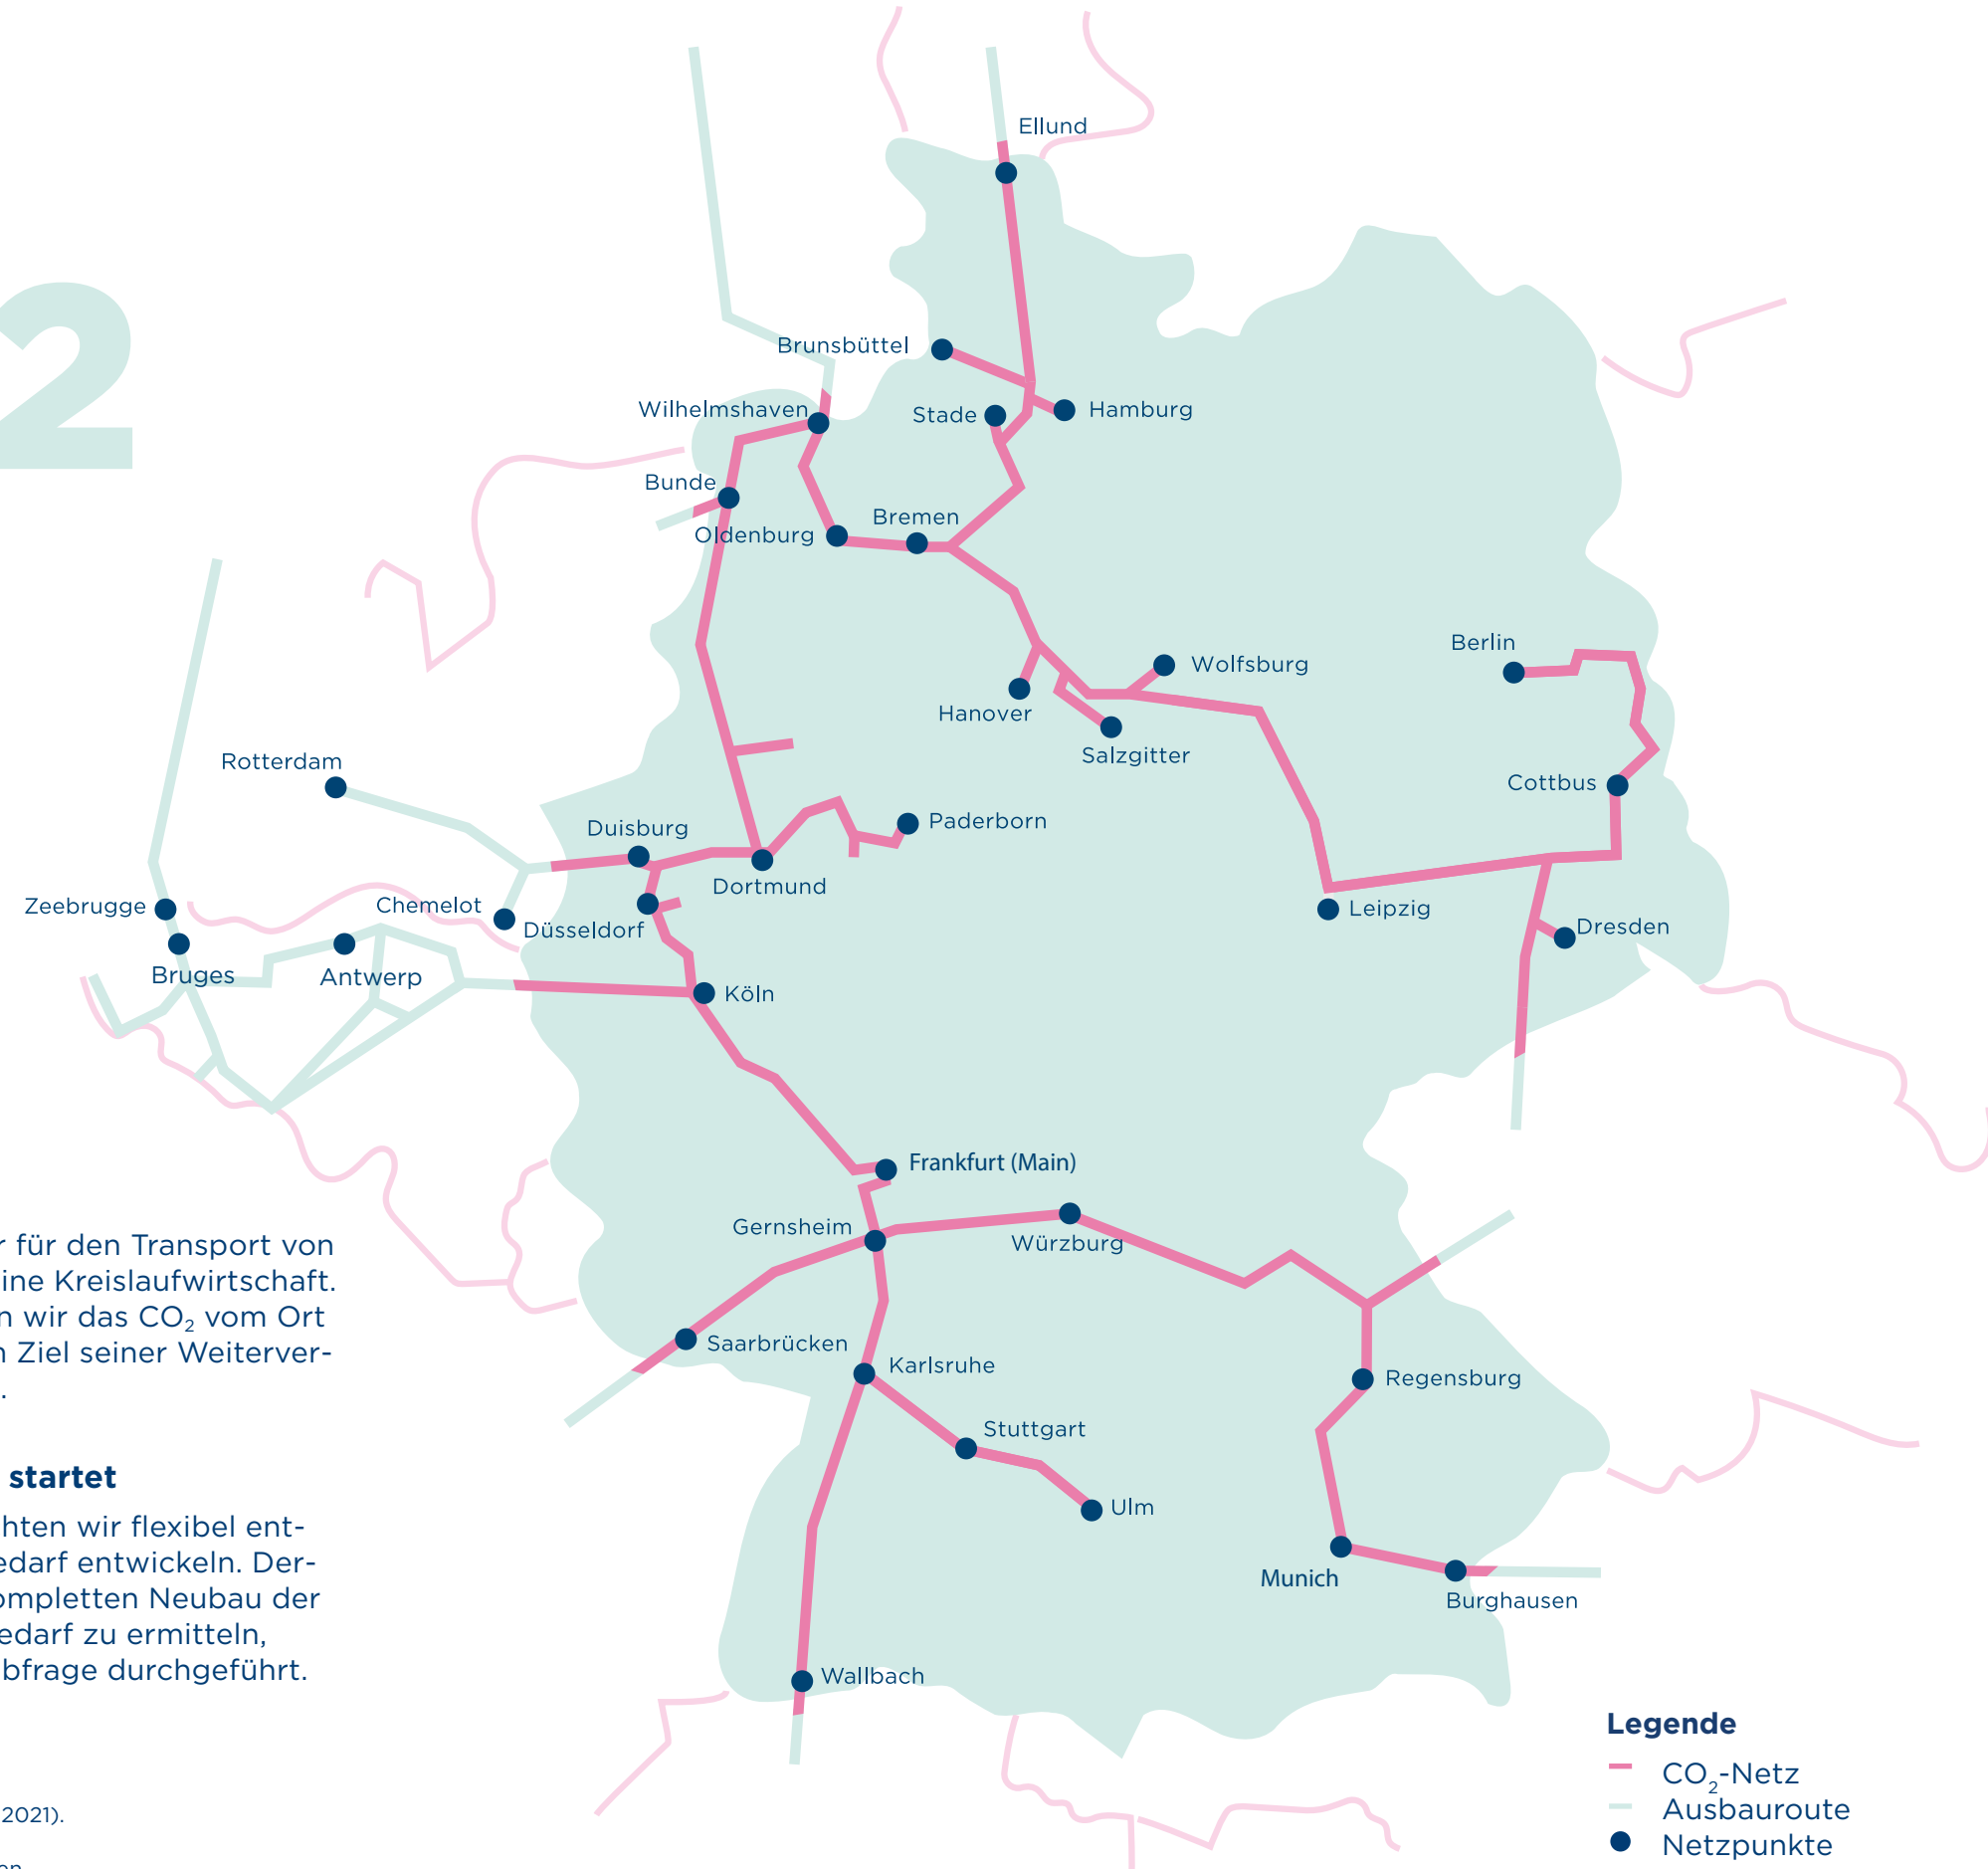 2
Ellund
Brunsbüttel
Wilhelmshaven
Stade
Hamburg
Bunde
Bremen
Oldenburg
Berlin
Wolfsburg
Hanover
Salzgitter
Rotterdam
Cottbus
Duisburg
Paderborn
Dortmund
Zeebrugge
Chemelot
Leipzig
Düsseldorf
Dresden
Bruges
Antwerp
Köln
Frankfurt (Main)
Gernsheim
Würzburg
Saarbrücken
Karlsruhe
Regensburg
Stuttgart
Ulm
Munich
Burghausen
Wallbach
r für den Transport von
ine Kreislaufwirtschaft.
n wir das CO₂ vom Ort
n Ziel seiner Weiterver-
.
startet
hten wir flexibel ent-
edarf entwickeln. Der-
ompletten Neubau der
edarf zu ermitteln,
bfrage durchgeführt.
2021).
en
Legende
CO₂-Netz
Ausbauroute
Netzpunkte